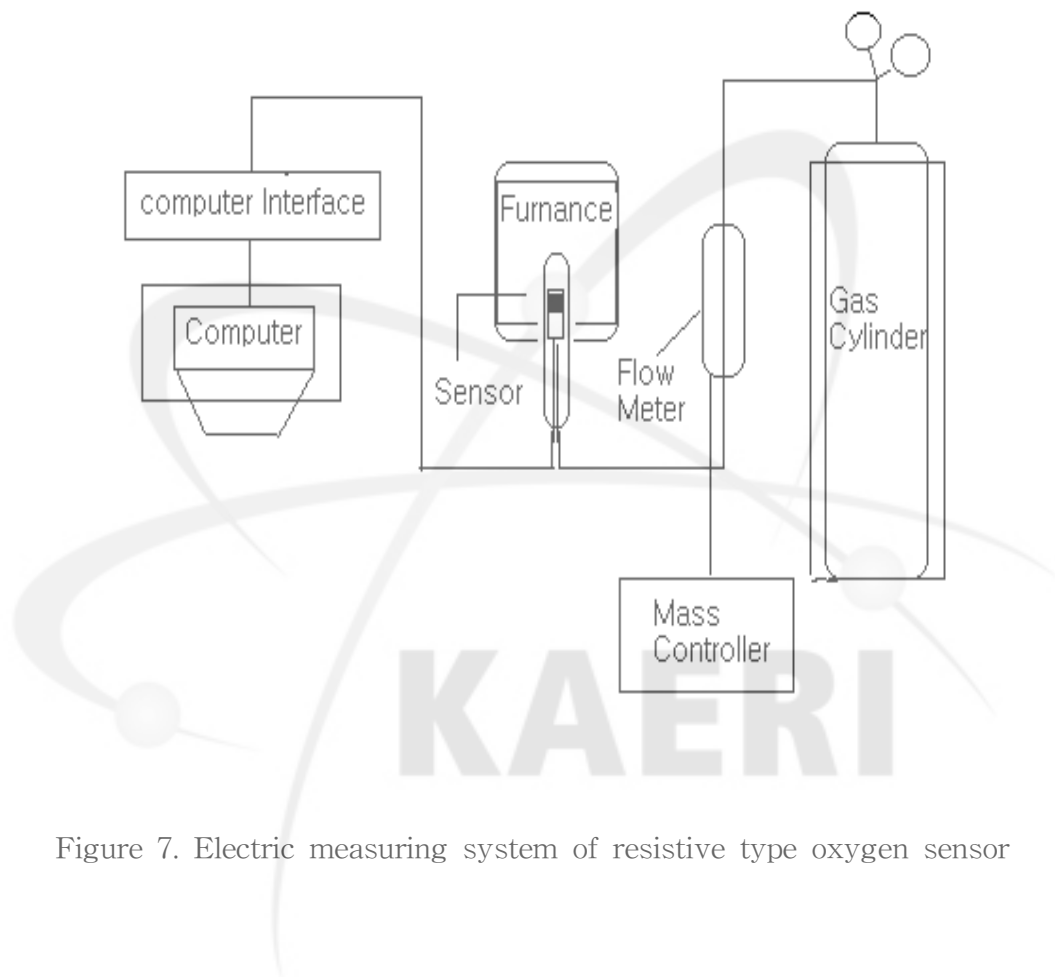 computer Interface
Furnance
Computer
Gas
Cylinder
Sensor
Flow
Meter
Mass
Controller
KAERI
Figure 7. Electric measuring system of resistive type oxygen sensor